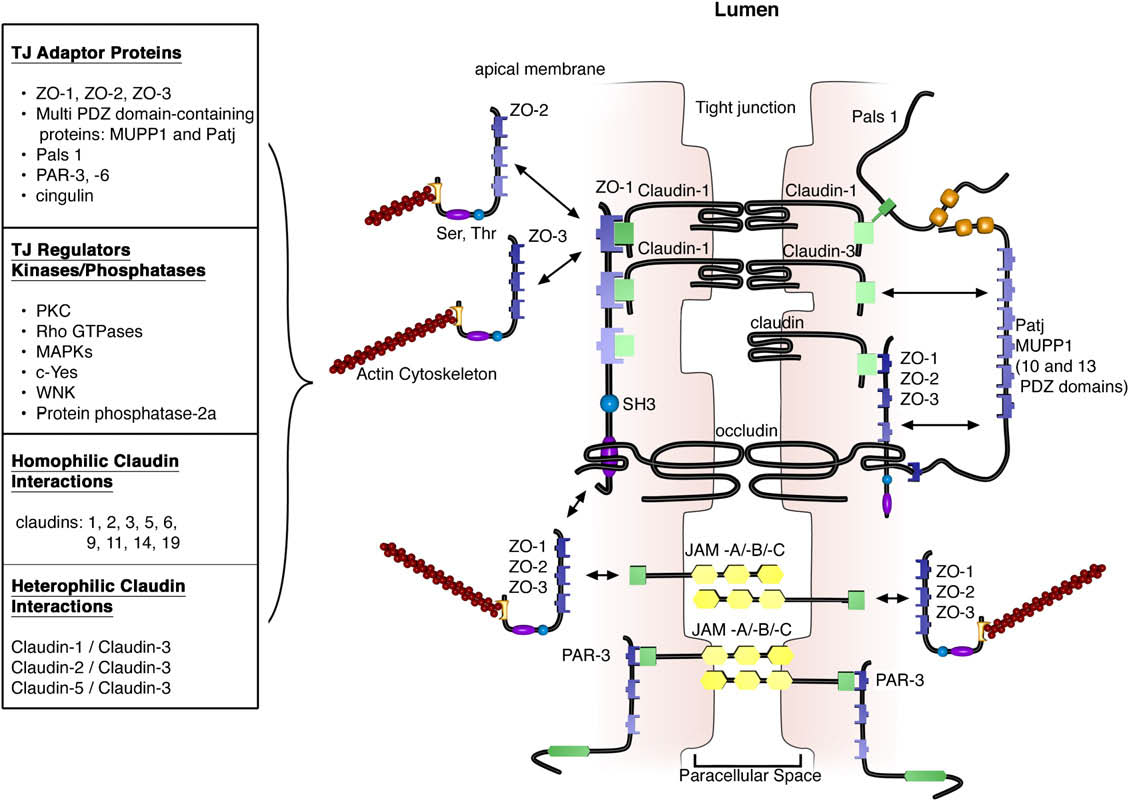 Lumen
TJ Adaptor Proteins
• ZO-1, ZO-2, ZO-3
• Multi PDZ domain-containing
proteins: MUPP1 and Patj
• Pals 1
• PAR-3, -6
• cingulin
TJ Regulators
Kinases/Phosphatases
• PKC
• Rho GTPases
• MAPKs
• c-Yes
• WNK
• Protein phosphatase-2a
Homophilic Claudin
Interactions
claudins: 1, 2, 3, 5, 6,
9, 11, 14, 19
Heterophilic Claudin
Interactions
Claudin-1 / Claudin-3
Claudin-2 / Claudin-3
Claudin-5 / Claudin-3
apical membrane
Tight junction
ZO-2
Pals 1
ZO-1
Claudin-1
Claudin-1
Ser, Thr
ZO-3
Claudin-1
Claudin-3
Actin Cytoskeleton
claudin
Patj
MUPP1
(10 and 13
PDZ domains)
ZO-1
ZO-2
ZO-3
SH3
occludin
ZO-1
ZO-2
ZO-3
JAM -A/-B/-C
ZO-1
ZO-2
ZO-3
JAM -A/-B/-C
PAR-3
PAR-3
Paracellular Space